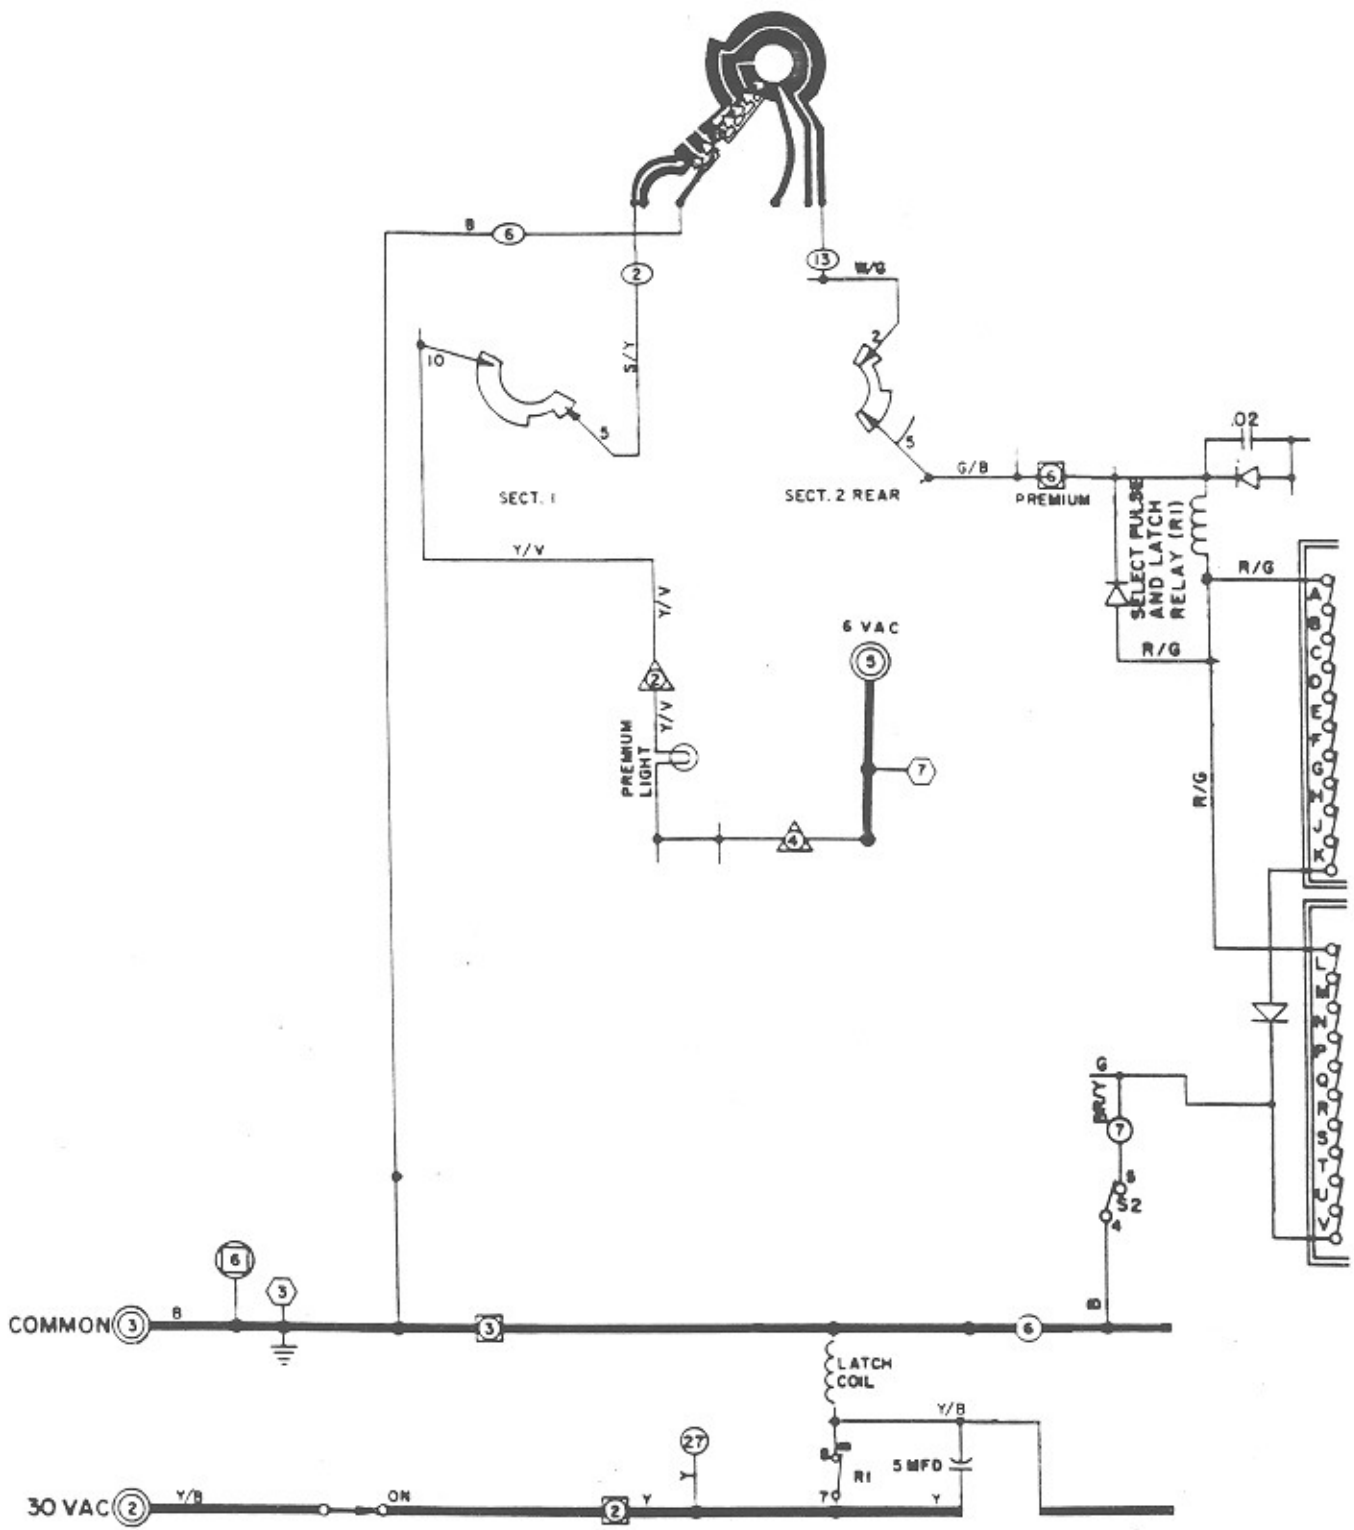 B
6
2
13
W/G
2
10
S/Y
5
5
.02
SECT. 1
SECT. 2 REAR
G/B
6
PREMIUM
SELECT PULSE
AND LATCH
RELAY (R1)
Y/V
R/G
A
B
C
D
E
F
G
H
J
K
Y/V
6 VAC
5
R/G
2
Y/V
PREMIUM
LIGHT
7
R/G
4
L
M
N
P
Q
R
S
T
U
V
G
BR/Y
7
8
S2
4
6
3
B
COMMON
3
B
3
6
LATCH
COIL
Y/B
27
8
B
5 MFD
R1
Y
30 VAC
2
Y/B
ON
2
Y
7
Y